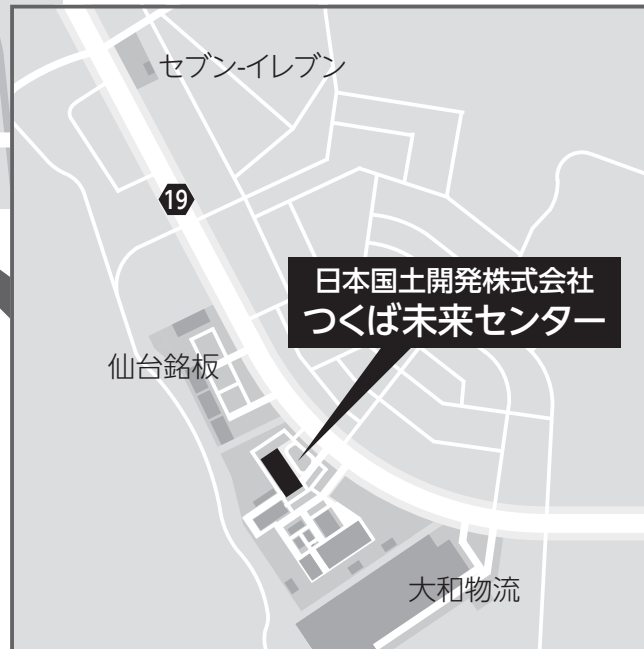 セブン-イレブン
19
日本国土開発株式会社
つくば未来センター
仙台銘板
大和物流